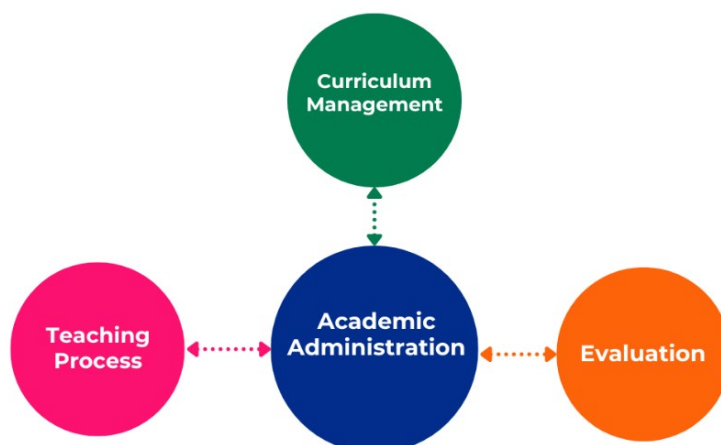 Curriculum
Management
Academic
Administration
Teaching
Process
Evaluation